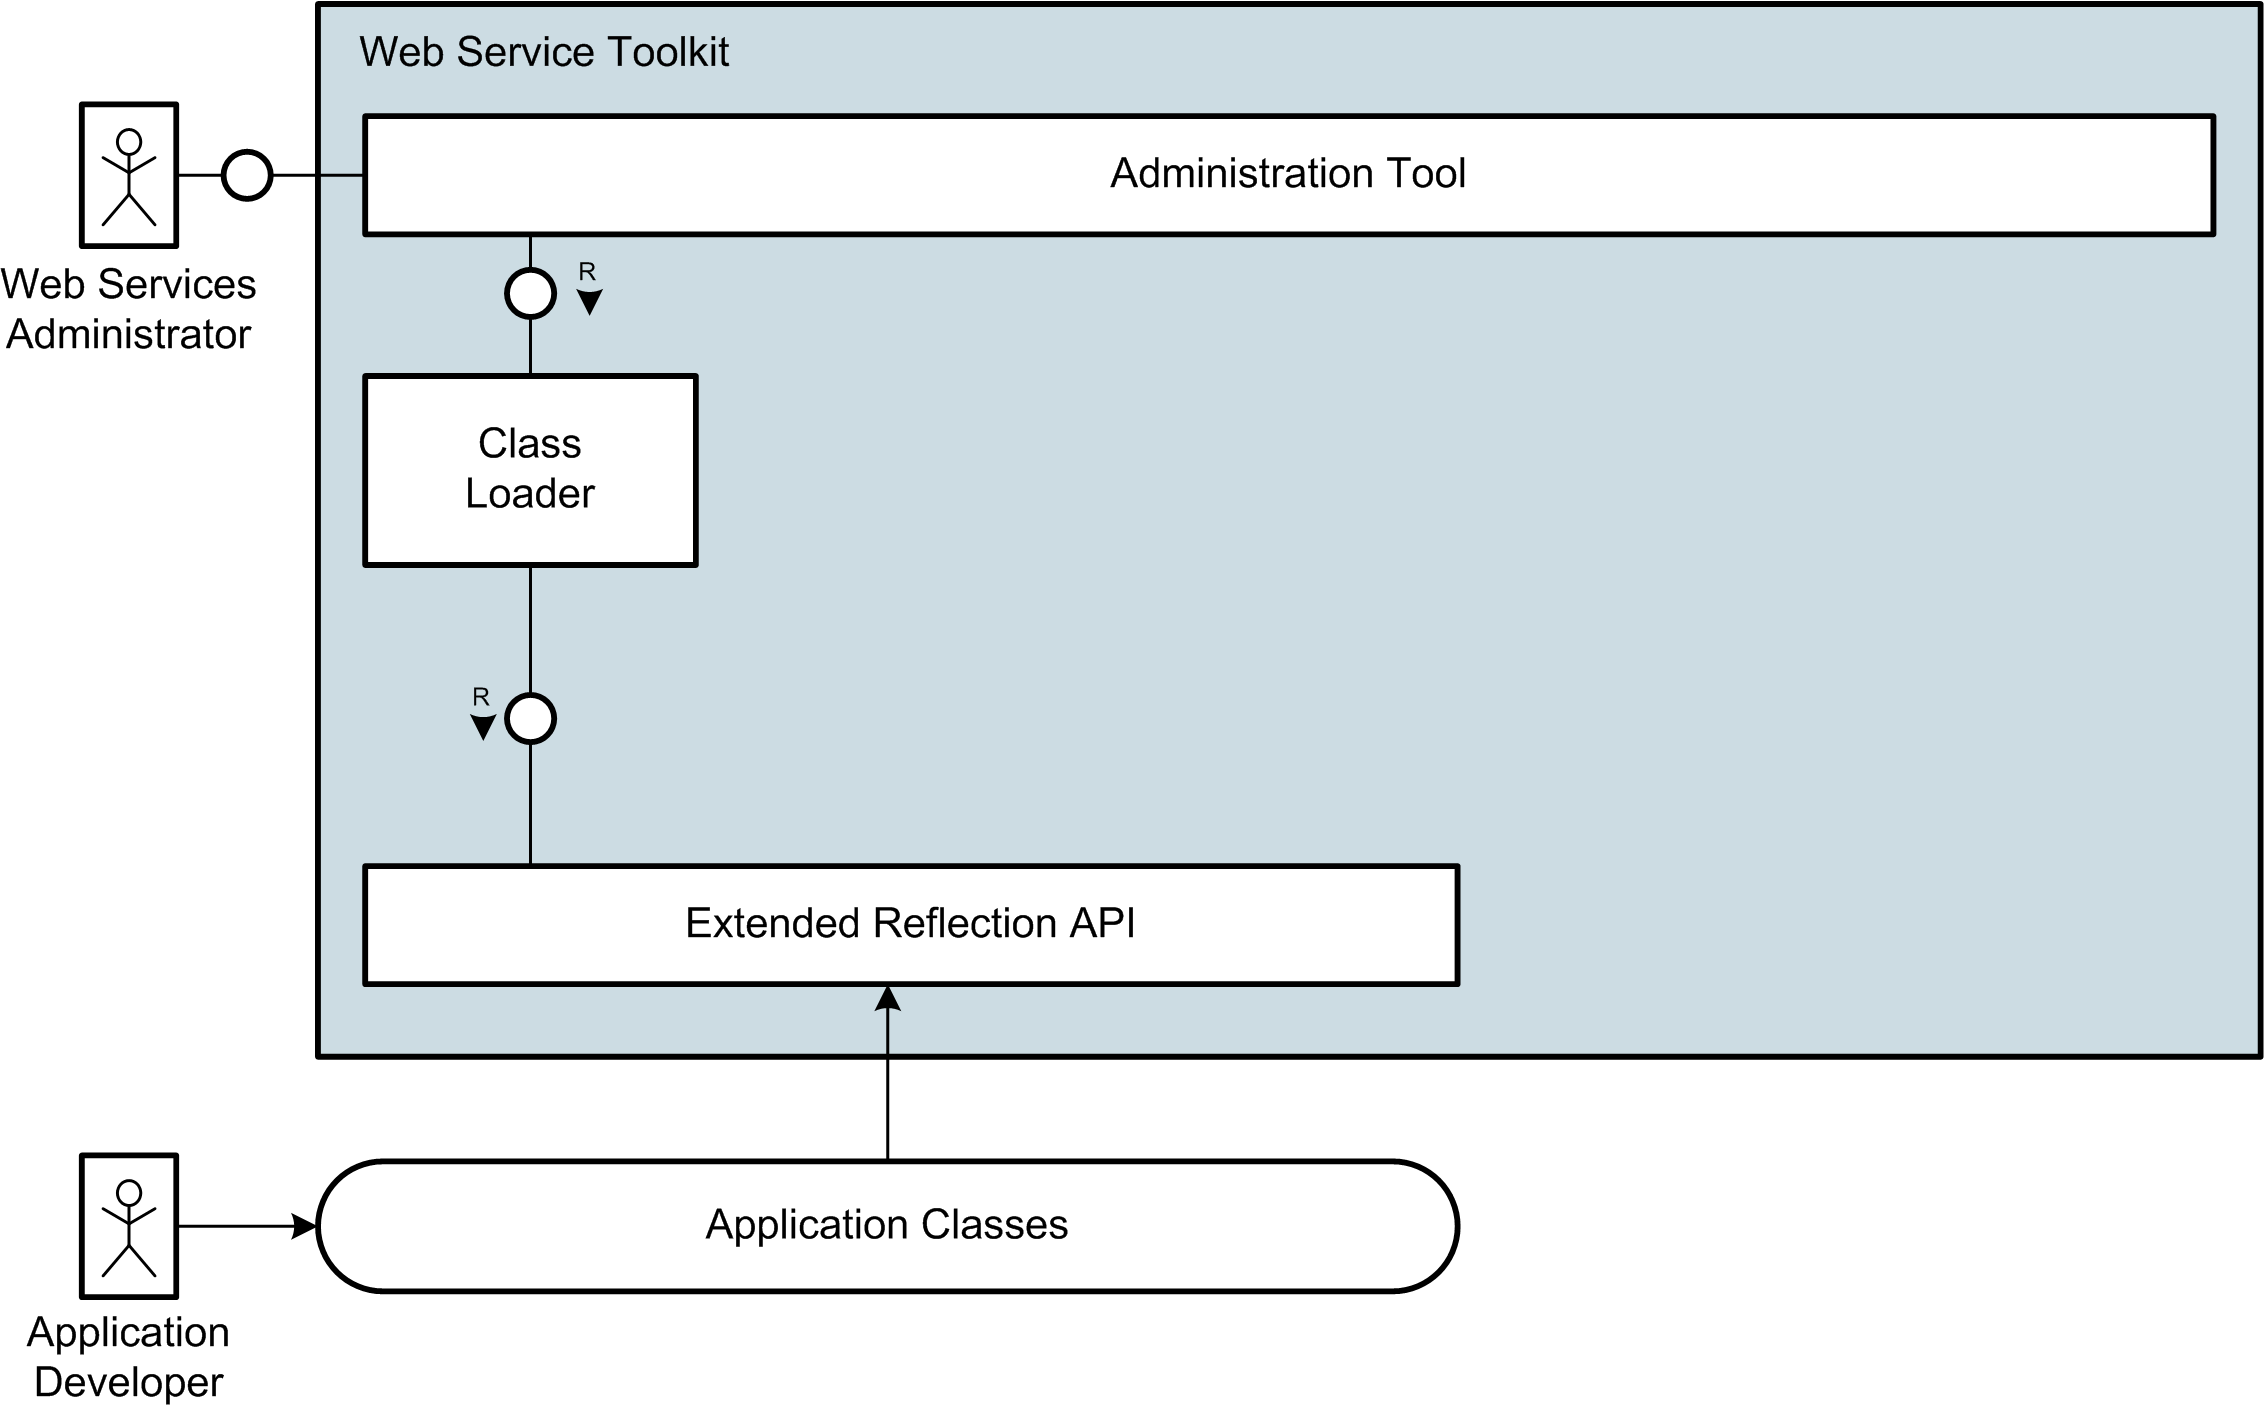 Web Service Toolkit
Administration Tool
Web Services
Administrator
R
Class
Loader
R
Extended Reflection API
Application Classes
Application
Developer